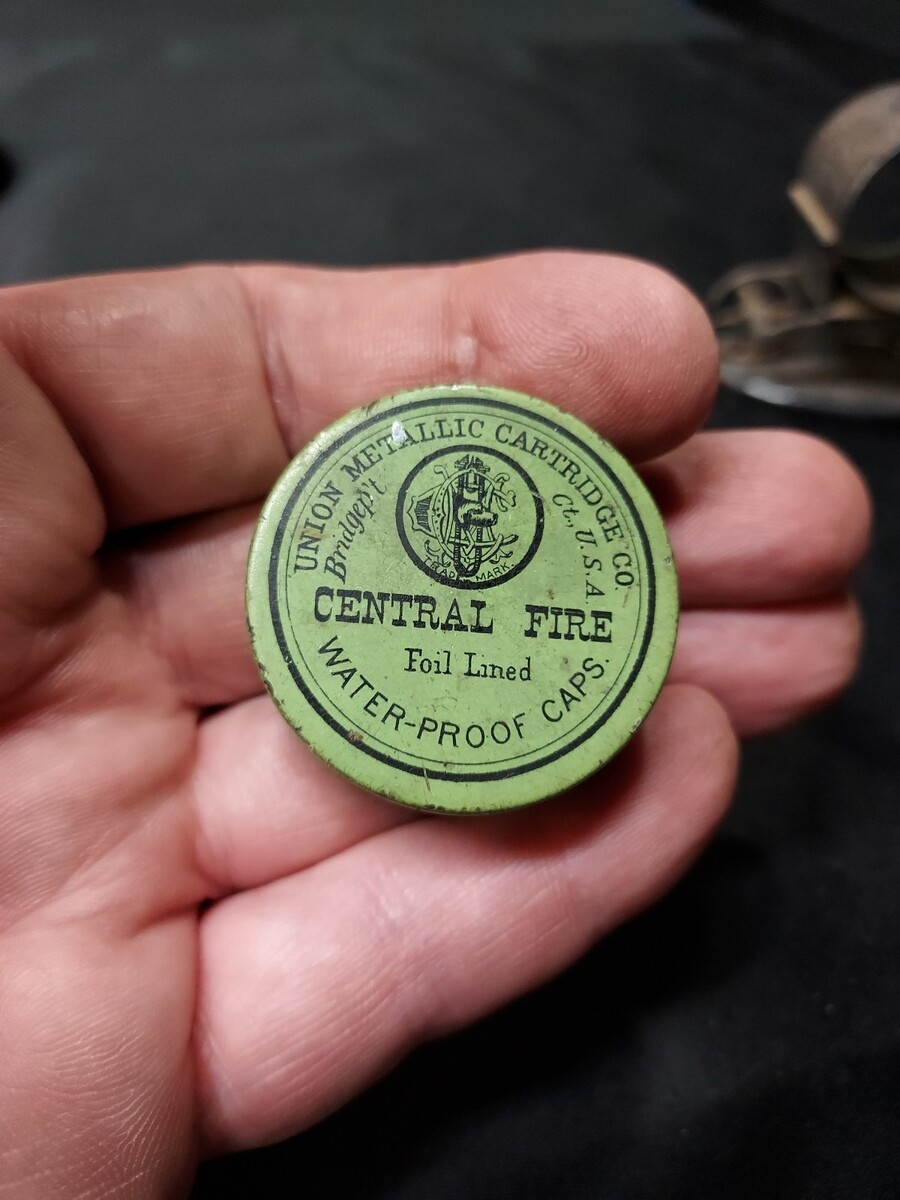 UNION METALLIC CARTRIDGE CO.
Bridgep't Ct., U.S.A
TRADE MARK.
CENTRAL FIRE
Foil Lined
WATER-PROOF CAPS.